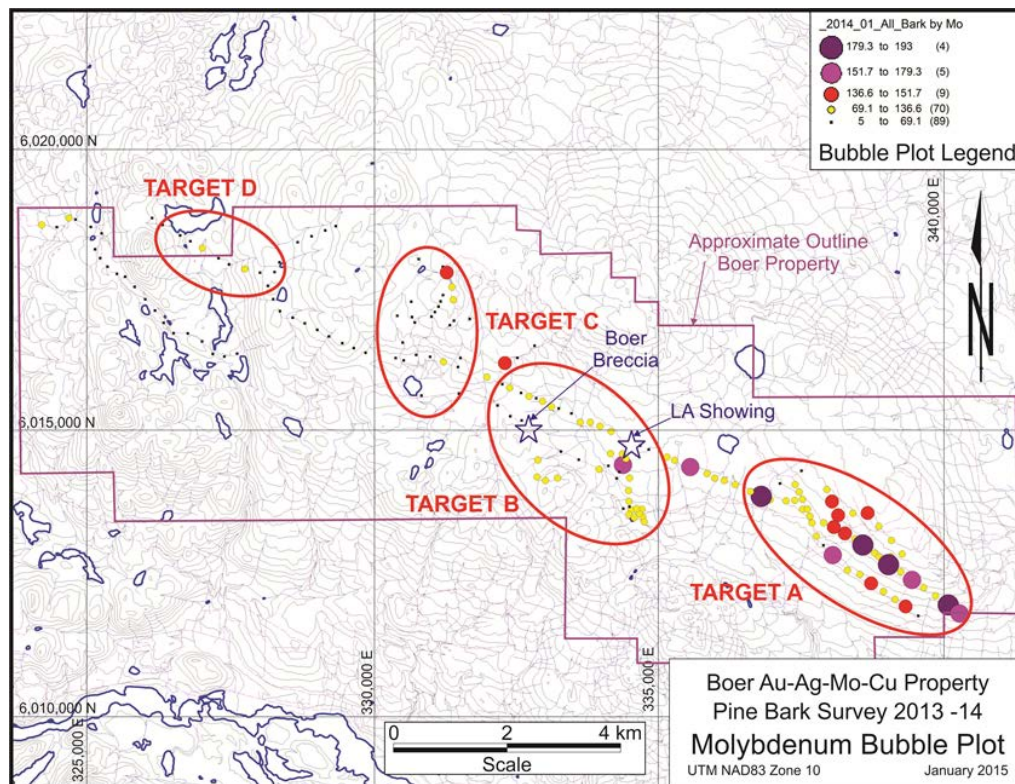 _2014_01_All_Bark by Mo
179.3 to 193 (4)
151.7 to 179.3 (5)
136.6 to 151.7 (9)
69.1 to 136.6 (70)
5 to 69.1 (89)
Bubble Plot Legend
6,020,000 N
TARGET D
340,000 E
Approximate Outline
Boer Property
N
TARGET C
Boer
Breccia
LA Showing
6,015,000 N
TARGET B
TARGET A
6,010,000 N
325,000 E
330,000 E
335,000 E
0 2 4 km
Scale
Boer Au-Ag-Mo-Cu Property
Pine Bark Survey 2013 -14
Molybdenum Bubble Plot
UTM NAD83 Zone 10 January 2015